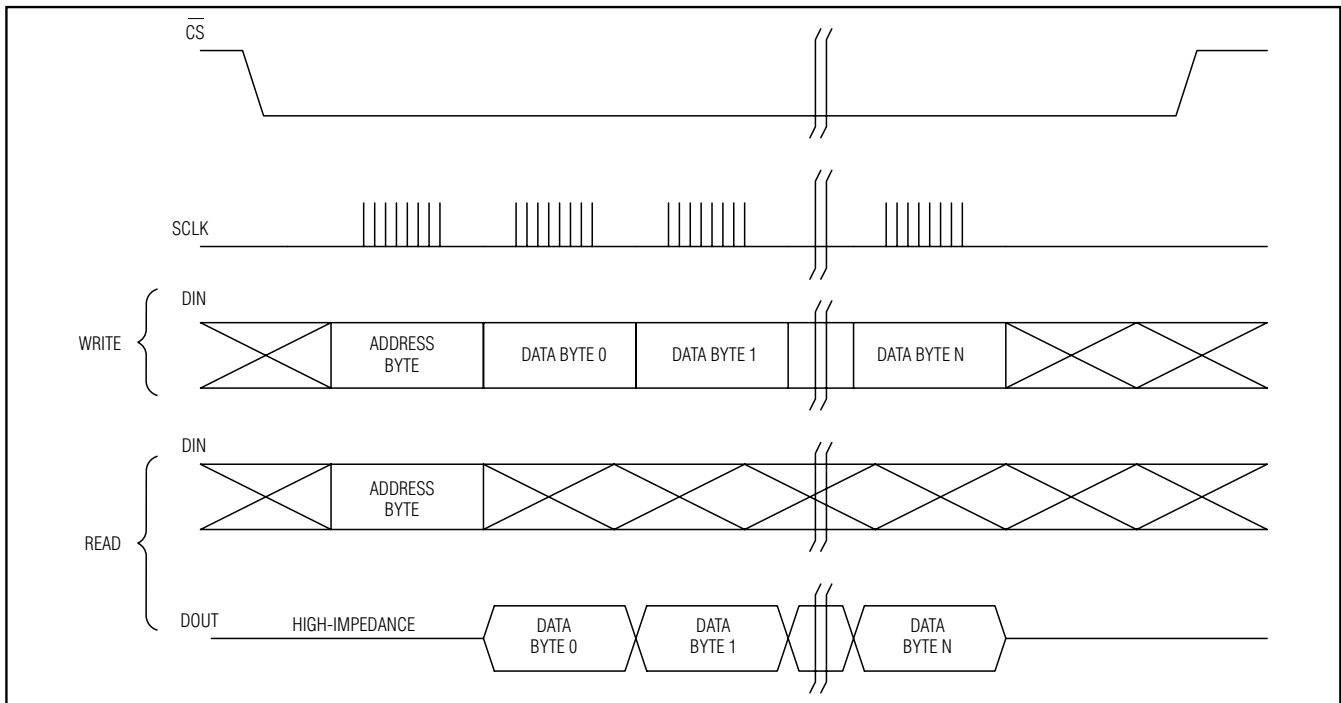 CS
SCLK
DIN
WRITE
ADDRESS
BYTE
DATA BYTE 0
DATA BYTE 1
DATA BYTE N
DIN
ADDRESS
BYTE
READ
DOUT
HIGH-IMPEDANCE
DATA
BYTE 0
DATA
BYTE 1
DATA
BYTE N